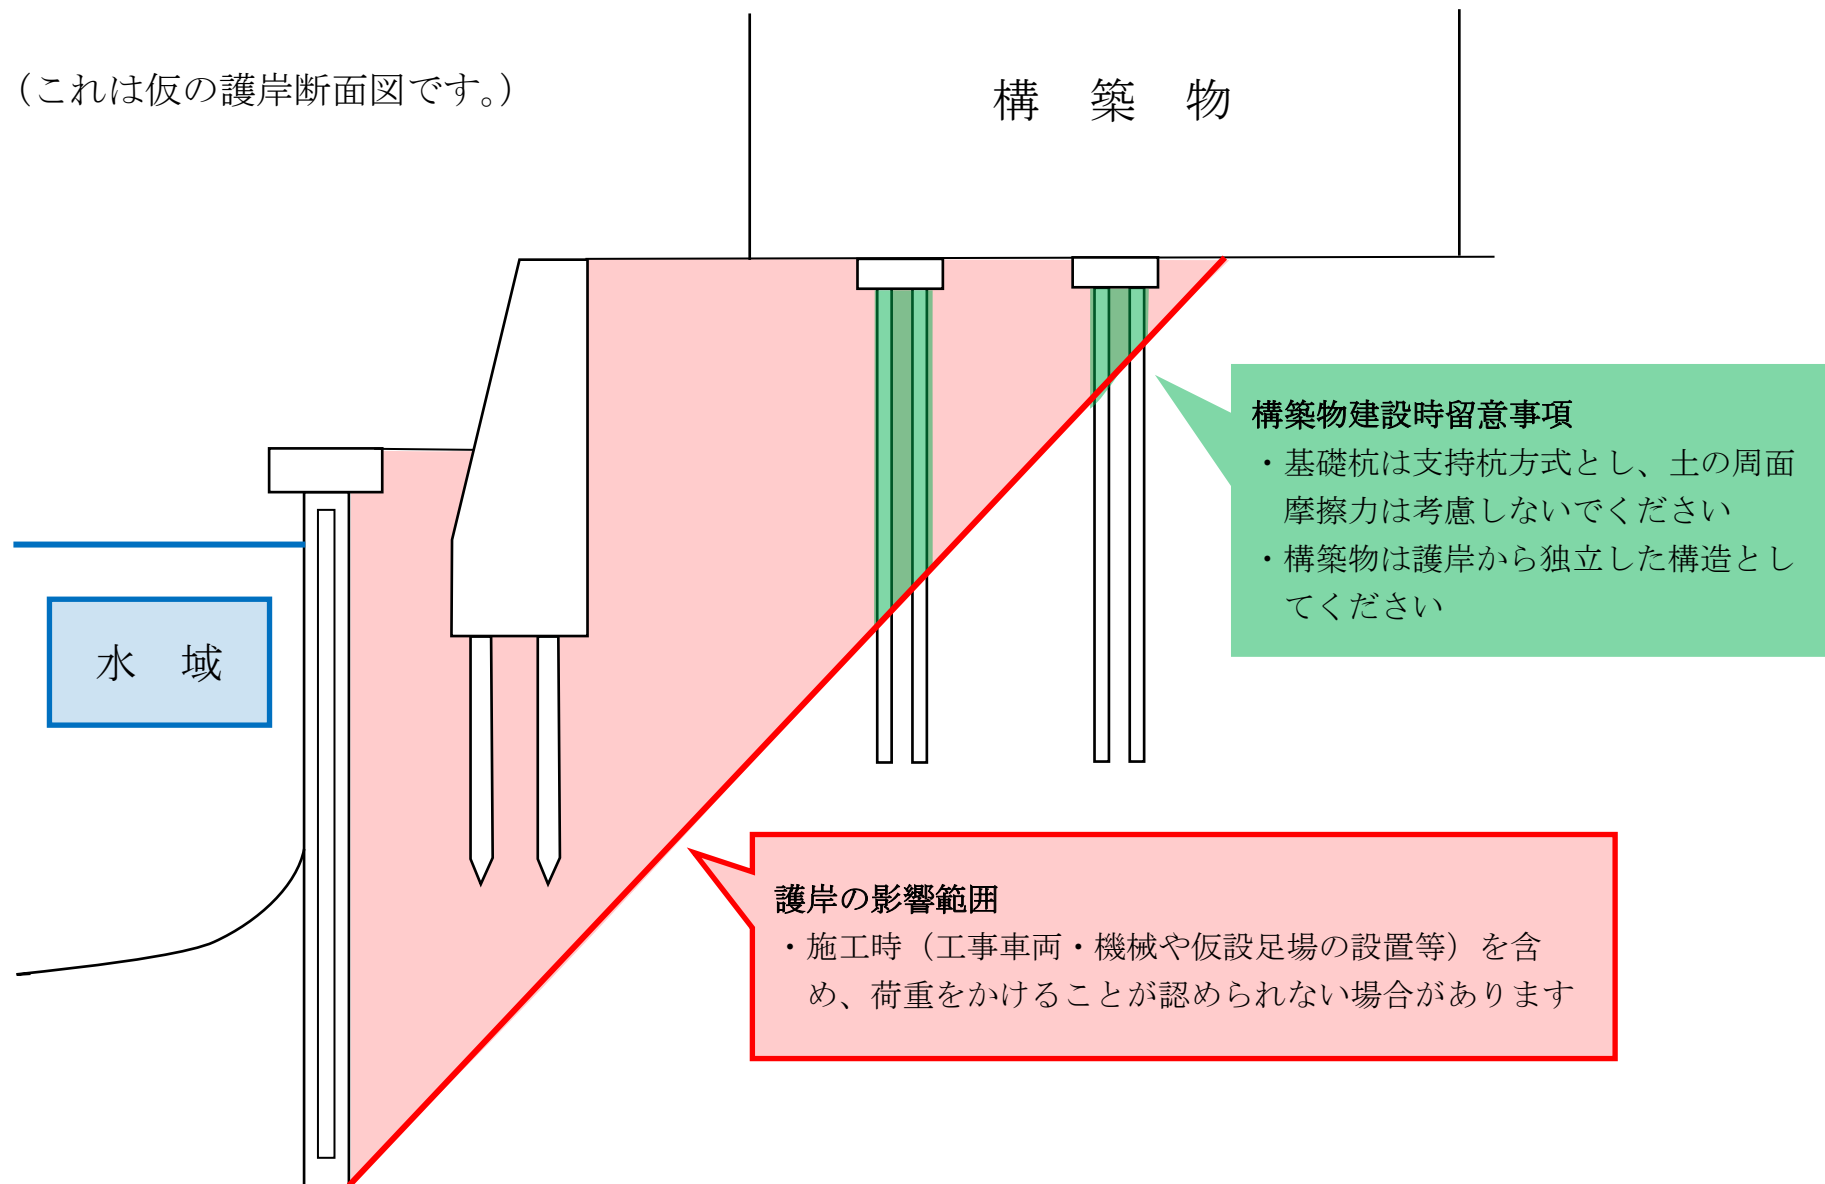 （これは仮の護岸断面図です。）
構　築　物
構築物建設時留意事項
・基礎杭は支持杭方式とし、土の周面
摩擦力は考慮しないでください
・構築物は護岸から独立した構造とし
てください
水　域
護岸の影響範囲
・施工時（工事車両・機械や仮設足場の設置等）を含
め、荷重をかけることが認められない場合があります